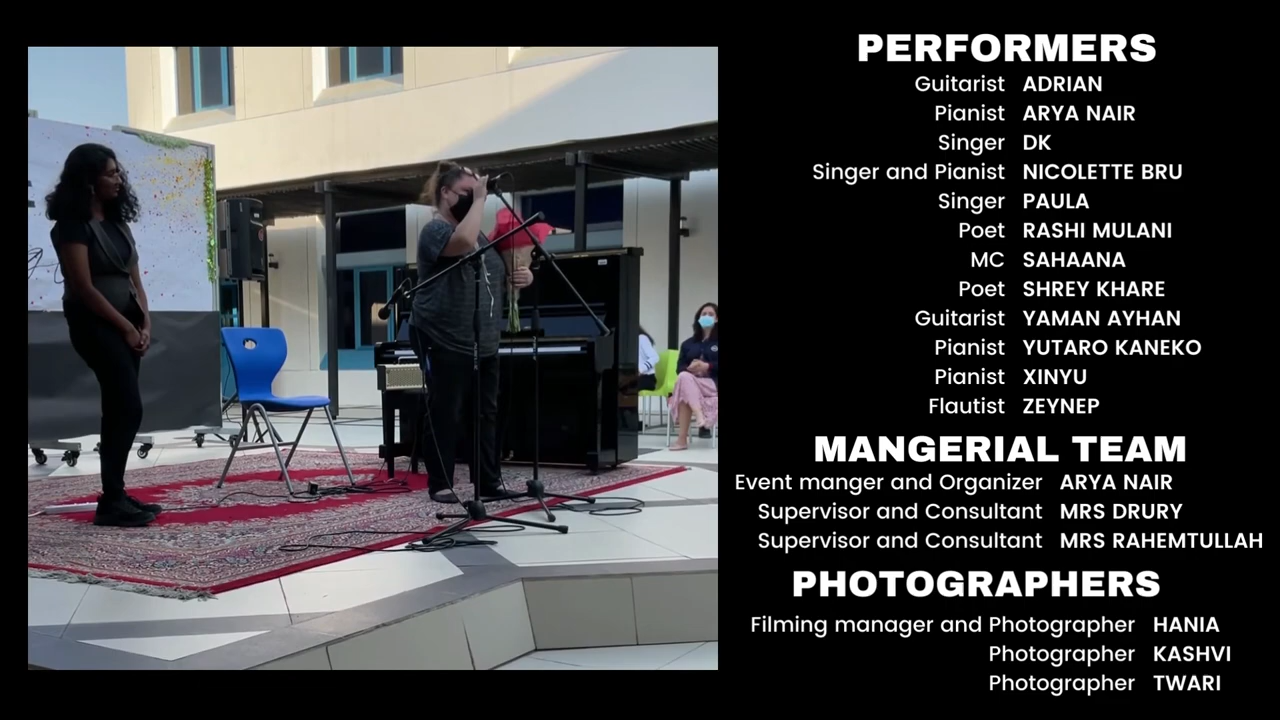 PERFORMERS
Guitarist ADRIAN
Pianist ARYA NAIR
Singer DK
Singer and Pianist NICOLETTE BRU
Singer PAULA
Poet RASHI MULANI
MC SAHAANA
Poet SHREY KHARE
Guitarist YAMAN AYHAN
Pianist YUTARO KANEKO
Pianist XINYU
Flautist ZEYNEP
MANGERIAL TEAM
Event manger and Organizer ARYA NAIR
Supervisor and Consultant MRS DRURY
Supervisor and Consultant MRS RAHEMTULLAH
PHOTOGRAPHERS
Filming manager and Photographer HANIA
Photographer KASHVI
Photographer TWARI